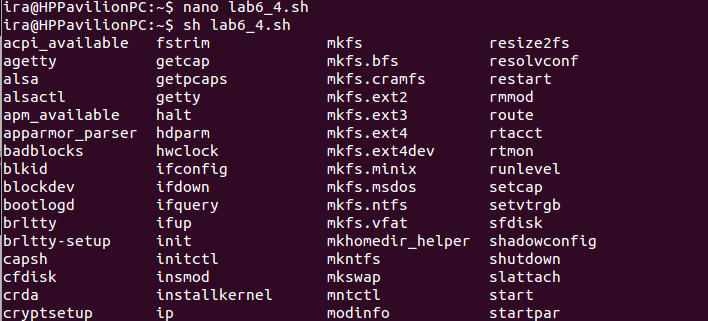 ira@HPPavilionPC:~$ nano lab6_4.sh
ira@HPPavilionPC:~$ sh lab6_4.sh
acpi_available fstrim mkfs resize2fs
agetty getcap mkfs.bfs resolvconf
alsa getpcaps mkfs.cramfs restart
alsactl getty mkfs.ext2 rmmod
apm_available halt mkfs.ext3 route
apparmor_parser hdparm mkfs.ext4 rtacct
badblocks hwclock mkfs.ext4dev rtmon
blkid ifconfig mkfs.minix runlevel
blockdev ifdown mkfs.msdos setcap
bootlogd ifquery mkfs.ntfs setvtrgb
brltty ifup mkfs.vfat sfdisk
brltty-setup init mkhomedir_helper shadowconfig
capsh initctl mkntfs shutdown
cfdisk insmod mkswap slattach
crda installkernel mntctl start
cryptsetup ip modinfo startpar